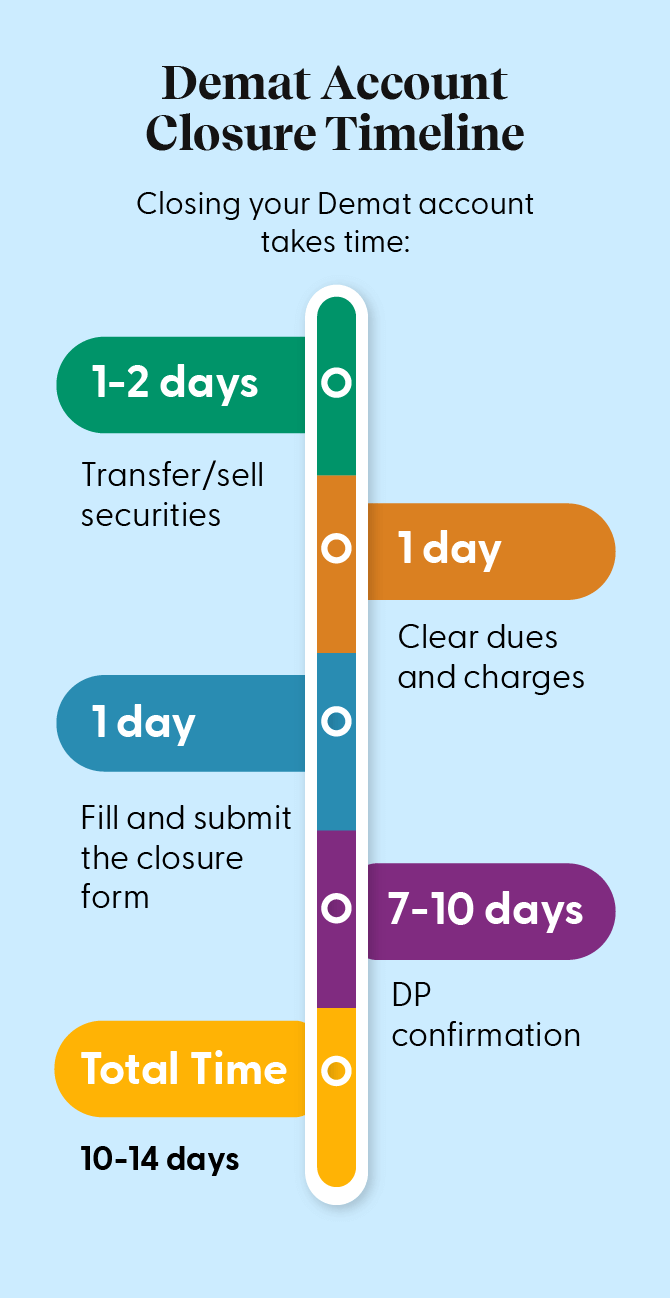 Demat Account
Closure Timeline
Closing your Demat account
takes time:
1-2 days
Transfer/sell
securities
1 day
Clear dues
and charges
1 day
Fill and submit
the closure
form
7-10 days
DP
confirmation
Total Time
10-14 days